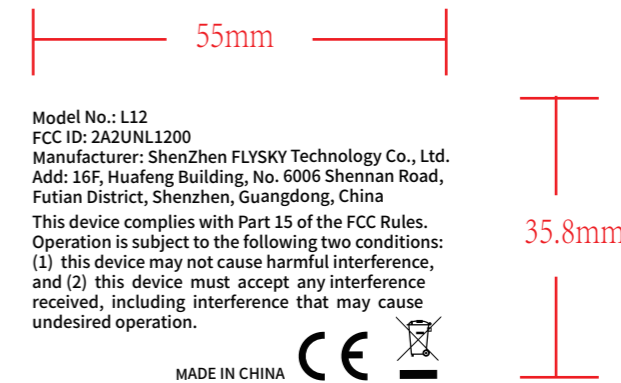 55mm
Model No.: L12
FCC ID: 2A2UNL1200
Manufacturer: ShenZhen FLYSKY Technology Co., Ltd.
Add: 16F, Huafeng Building, No. 6006 Shennan Road,
Futian District, Shenzhen, Guangdong, China
This device complies with Part 15 of the FCC Rules.
Operation is subject to the following two conditions:
(1) this device may not cause harmful interference,
and (2) this device must accept any interference
received, including interference that may cause
undesired operation.
35.8mm
MADE IN CHINA CE